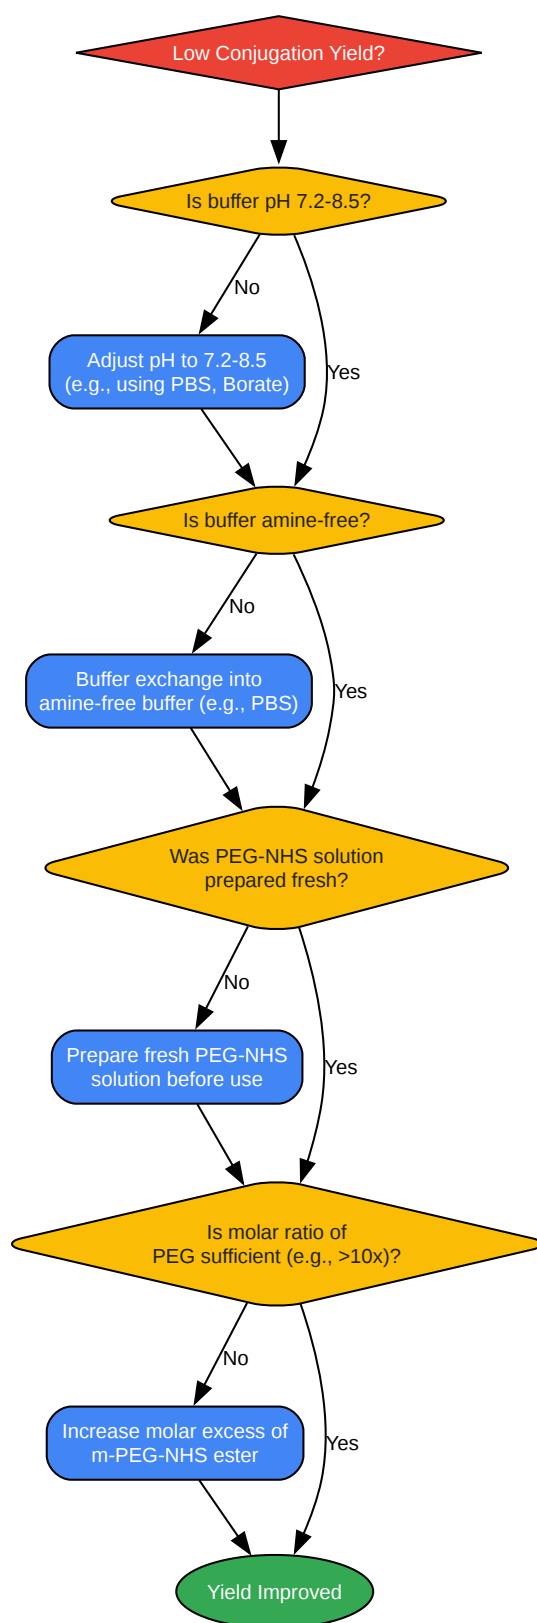 Low Conjugation Yield?
Is buffer pH 7.2-8.5?
No
Adjust pH to 7.2-8.5
(e.g., using PBS, Borate)
Yes
Is buffer amine-free?
No
Buffer exchange into
amine-free buffer (e.g., PBS)
Yes
Was PEG-NHS solution
prepared fresh?
No
Prepare fresh PEG-NHS
solution before use
Yes
Is molar ratio of
PEG sufficient (e.g., >10x)?
No
Increase molar excess of
m-PEG-NHS ester
Yes
Yield Improved